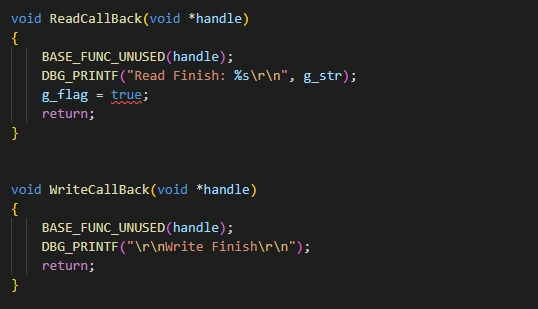 void ReadCallBack(void *handle)
{
    BASE_FUNC_UNUSED(handle);
    DBG_PRINTF("Read Finish: %s\r\n", g_str);
    g_flag = true;
    return;
}

void WriteCallBack(void *handle)
{
    BASE_FUNC_UNUSED(handle);
    DBG_PRINTF("\r\nWrite Finish\r\n");
    return;
}